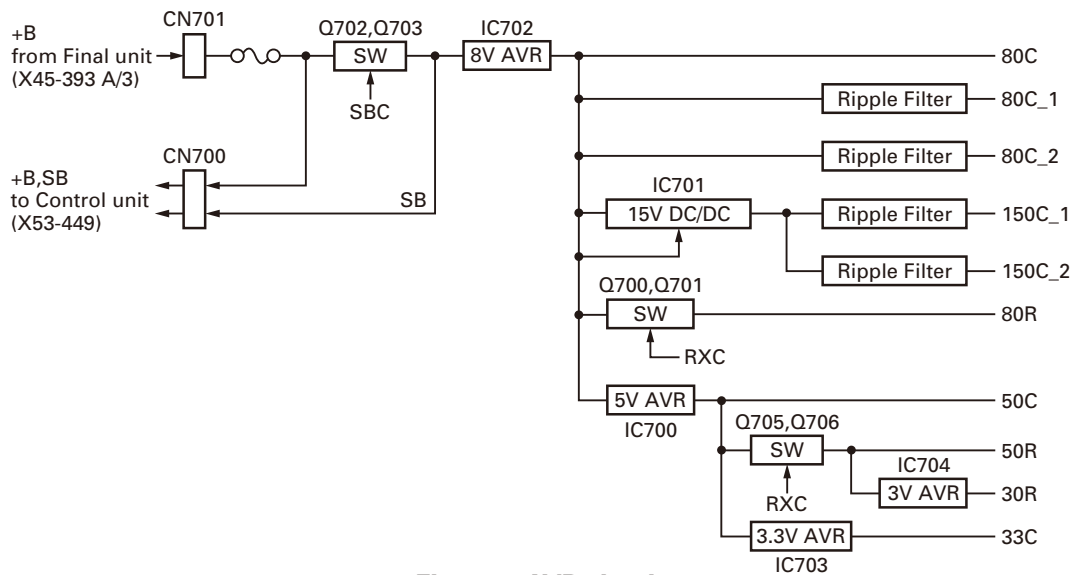 +B
from Final unit
(X45-393 A/3)
CN701
Q702,Q703
SW
SBC
IC702
8V AVR
80C
Ripple Filter
80C_1
Ripple Filter
80C_2
+B,SB
to Control unit
(X53-449)
CN700
SB
IC701
15V DC/DC
Ripple Filter
150C_1
Ripple Filter
150C_2
Q700,Q701
SW
80R
RXC
5V AVR
IC700
50C
Q705,Q706
SW
50R
RXC
IC704
3V AVR
30R
3.3V AVR
33C
IC703